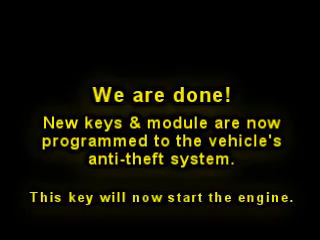 We are done!
New keys & module are now
programmed to the vehicle's
anti-theft system.
This key will now start the engine.